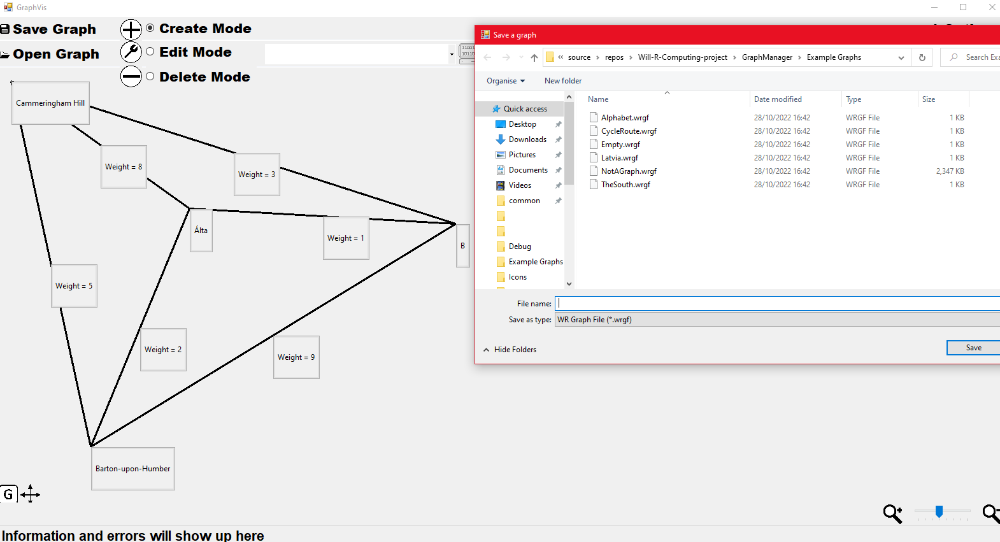 GraphVis
Save Graph
Create Mode
Open Graph
Edit Mode
Delete Mode
Cammeringham Hill
Weight = 8
Weight = 3
Álta
Weight = 1
B
Weight = 5
Weight = 2
Weight = 9
Barton-upon-Humber
G
Information and errors will show up here
Save a graph
« source › repos › Will-R-Computing-project › GraphManager › Example Graphs
Search Exa
Organise New folder
Name Date modified Type Size
Quick access
Desktop
Downloads
Pictures
Documents
Videos
common
Debug
Example Graphs
Icons
Alphabet.wrgf 28/10/2022 16:42 WRGF File 1 KB
CycleRoute.wrgf 28/10/2022 16:42 WRGF File 1 KB
Empty.wrgf 28/10/2022 16:42 WRGF File 1 KB
Latvia.wrgf 28/10/2022 16:42 WRGF File 1 KB
NotAGraph.wrgf 28/10/2022 16:42 WRGF File 2,347 KB
TheSouth.wrgf 28/10/2022 16:42 WRGF File 1 KB
File name:
Save as type: WR Graph File (*.wrgf)
Hide Folders
Save